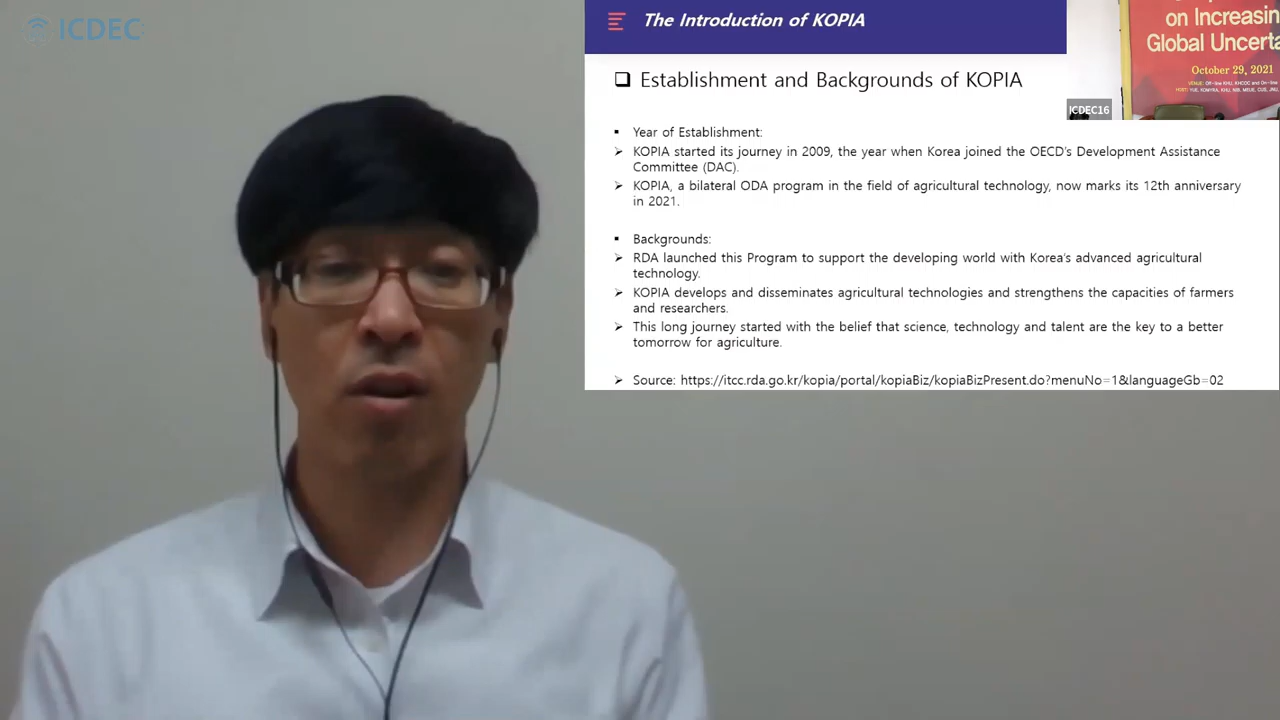 ICDEC
The Introduction of KOPIA
on Increasin
Global Uncerta
October 29, 2021
ICDEC16
❑ Establishment and Backgrounds of KOPIA
▪ Year of Establishment:
➢ KOPIA started its journey in 2009, the year when Korea joined the OECD's Development Assistance
Committee (DAC).
➢ KOPIA, a bilateral ODA program in the field of agricultural technology, now marks its 12th anniversary
in 2021.
▪ Backgrounds:
➢ RDA launched this Program to support the developing world with Korea's advanced agricultural
technology.
➢ KOPIA develops and disseminates agricultural technologies and strengthens the capacities of farmers
and researchers.
➢ This long journey started with the belief that science, technology and talent are the key to a better
tomorrow for agriculture.
➢ Source: https://itcc.rda.go.kr/kopia/portal/kopiaBiz/kopiaBizPresent.do?menuNo=1&languageGb=02